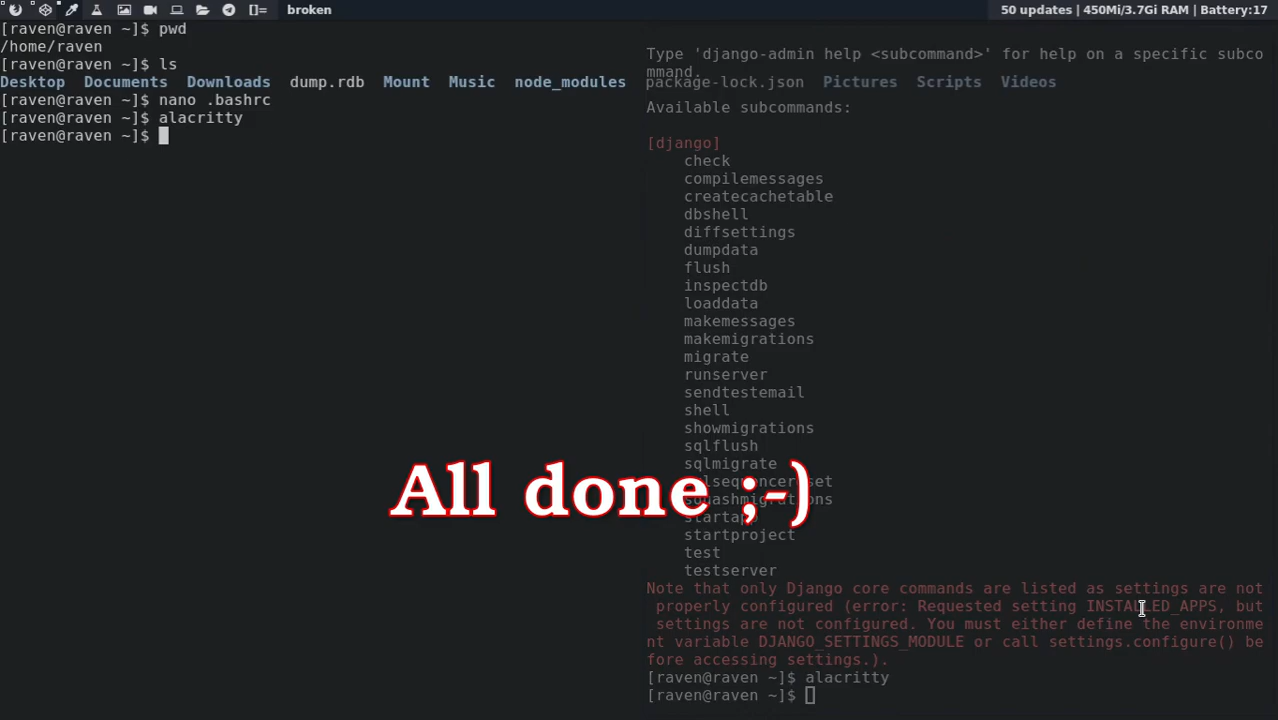 []= broken 50 updates | 450Mi/3.7Gi RAM | Battery:17
[raven@raven ~]$ pwd
/home/raven
[raven@raven ~]$ ls
Desktop Documents Downloads dump.rdb Mount Music node_modules package-lock.json Pictures Scripts Videos
[raven@raven ~]$ nano .bashrc
[raven@raven ~]$ alacritty
[raven@raven ~]$
Type 'django-admin help <subcommand>' for help on a specific subco
mmand.
Available subcommands:
[django]
check
compilemessages
createcachetable
dbshell
diffsettings
dumpdata
flush
inspectdb
loaddata
makemessages
makemigrations
migrate
runserver
sendtestemail
shell
showmigrations
sqlflush
sqlmigrate
sqlsequencereset
squashmigrations
startapp
startproject
test
testserver
Note that only Django core commands are listed as settings are not
properly configured (error: Requested setting INSTALLED_APPS, but
settings are not configured. You must either define the environme
nt variable DJANGO_SETTINGS_MODULE or call settings.configure() be
fore accessing settings.).
[raven@raven ~]$ alacritty
[raven@raven ~]$
All done ;-)